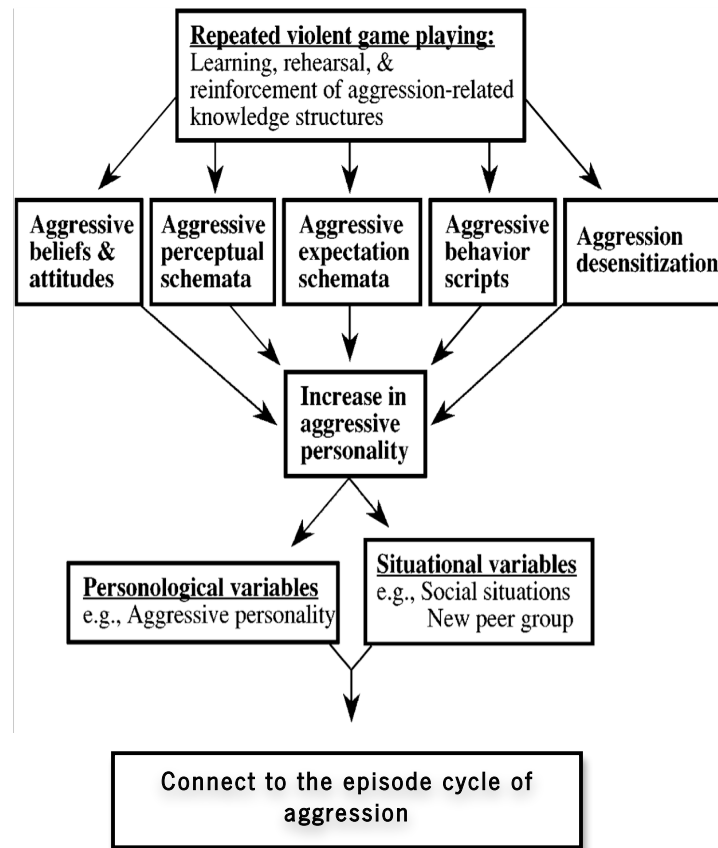 Repeated violent game playing:
Learning, rehearsal, &
reinforcement of aggression-related
knowledge structures
Aggressive
beliefs &
attitudes
Aggressive
perceptual
schemata
Aggressive
expectation
schemata
Aggressive
behavior
scripts
Aggression
desensitization
Increase in
aggressive
personality
Personological variables
e.g., Aggressive personality
Situational variables
e.g., Social situations
New peer group
Connect to the episode cycle of
aggression